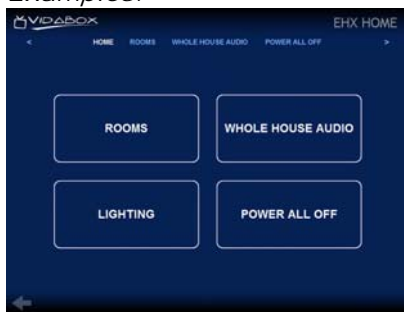 Examples:
VIDABOX EHX HOME
< HOME ROOMS WHOLE HOUSE AUDIO POWER ALL OFF >
ROOMS WHOLE HOUSE AUDIO
LIGHTING POWER ALL OFF